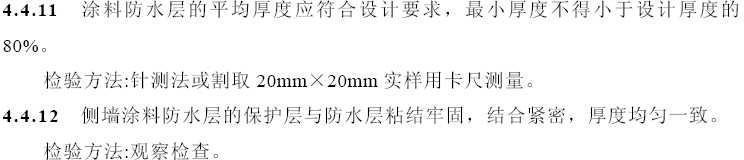 4.4.11 涂料防水层的平均厚度应符合设计要求，最小厚度不得小于设计厚度的
80%。
检验方法:针测法或割取 20mm×20mm 实样用卡尺测量。
4.4.12 侧墙涂料防水层的保护层与防水层粘结牢固，结合紧密，厚度均匀一致。
检验方法:观察检查。